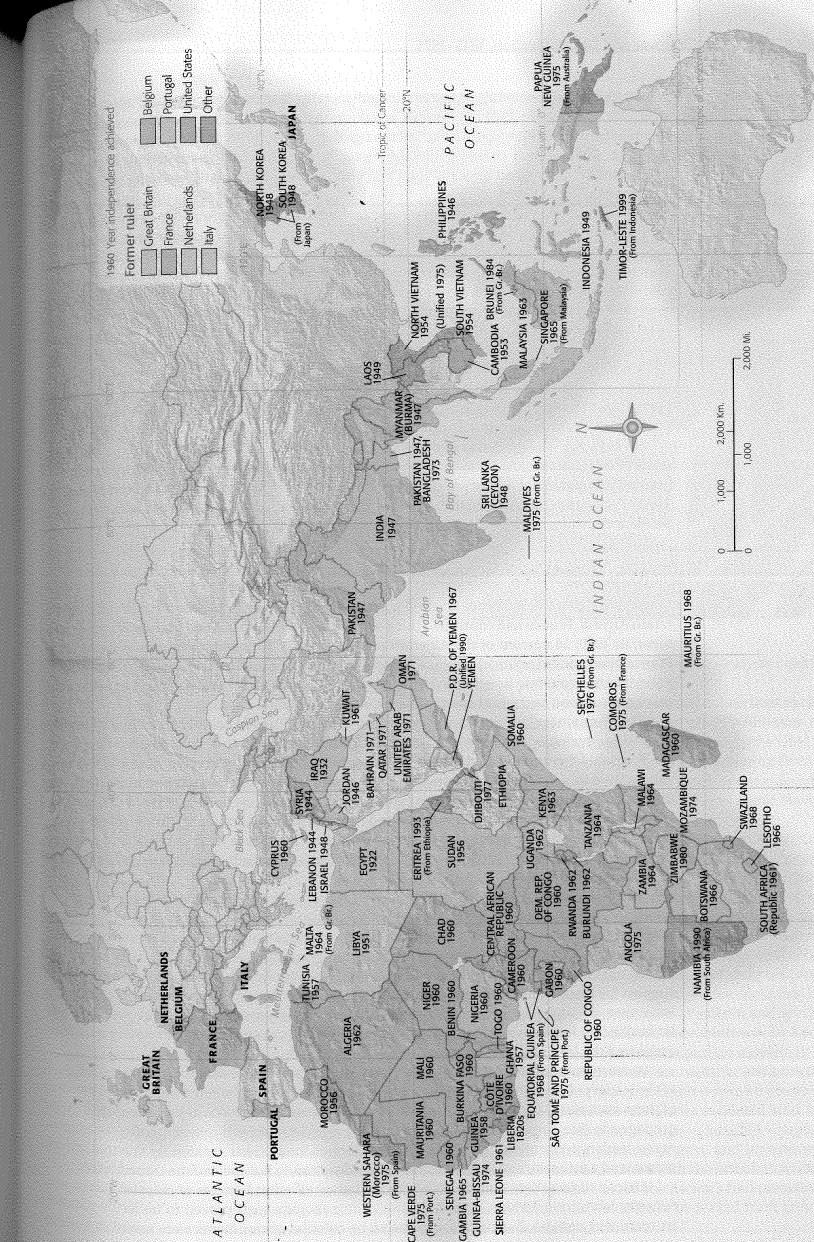 1960 Year independence achieved
Former ruler
Great Britain
France
Netherlands
Italy
Belgium
Portugal
United States
Other
ATLANTIC
OCEAN
GREAT
BRITAIN
NETHERLANDS
BELGIUM
FRANCE
ITALY
SPAIN
PORTUGAL
Black Sea
Caspian Sea
Mediterranean Sea
NORTH KOREA
1948
SOUTH KOREA
1948
(From
Japan)
JAPAN
40°N
Tropic of Cancer
20°N
PACIFIC
OCEAN
MOROCCO
1956
TUNISIA
1957
MALTA
1964
(From Gr. Br.)
CYPRUS
1960
LEBANON 1944
ISRAEL 1948
SYRIA
1944
JORDAN
1946
IRAQ
1932
KUWAIT
1961
BAHRAIN 1971
QATAR 1971
UNITED ARAB
EMIRATES 1971
OMAN
1971
P.D.R. OF YEMEN 1967
(Unified 1990)
YEMEN
Arabian
Sea
ALGERIA
1962
LIBYA
1951
EGYPT
1922
WESTERN SAHARA
(Morocco)
1975
(From Spain)
CAPE VERDE
1975
(From Port.)
MAURITANIA
1960
MALI
1960
NIGER
1960
CHAD
1960
SUDAN
1956
ERITREA 1993
(From Ethiopia)
DJIBOUTI
1977
ETHIOPIA
SOMALIA
1960
SENEGAL 1960
GAMBIA 1965
GUINEA-BISSAU
1974
GUINEA
1958
SIERRA LEONE 1961
LIBERIA
1820s
CÔTE
D'IVOIRE
1960
BURKINA FASO
1960
GHANA
1957
TOGO 1960
BENIN 1960
NIGERIA
1960
CAMEROON
1960
CENTRAL AFRICAN
REPUBLIC
1960
EQUATORIAL GUINEA
1968 (From Spain)
SÃO TOMÉ AND PRÍNCIPE
1975 (From Port.)
GABON
1960
REPUBLIC OF CONGO
1960
DEM. REP.
OF CONGO
1960
UGANDA
1962
KENYA
1963
RWANDA 1962
BURUNDI 1962
TANZANIA
1964
ANGOLA
1975
ZAMBIA
1964
MALAWI
1964
MOZAMBIQUE
1974
ZIMBABWE
1980
NAMIBIA 1990
(From South Africa)
BOTSWANA
1966
SWAZILAND
1968
LESOTHO
1966
SOUTH AFRICA
(Republic 1961)
MADAGASCAR
1960
COMOROS
1975 (From France)
SEYCHELLES
1976 (From Gr. Br.)
MAURITIUS 1968
(From Gr. Br.)
PAKISTAN
1947
INDIA
1947
PAKISTAN 1947,
BANGLADESH
1973
Bay of Bengal
SRI LANKA
(CEYLON)
1948
MALDIVES
1975 (From Gr. Br.)
INDIAN OCEAN
MYANMAR
(BURMA)
1947
LAOS
1949
NORTH VIETNAM
1954
(Unified 1975)
SOUTH VIETNAM
1954
CAMBODIA
1953
PHILIPPINES
1946
BRUNEI 1984
(From Gr. Br.)
MALAYSIA 1963
SINGAPORE
1965
(From Malaysia)
INDONESIA 1949
TIMOR-LESTE 1999
(From Indonesia)
PAPUA
NEW GUINEA
1975
(From Australia)
N
0
1,000
2,000 Km.
0
1,000
2,000 Mi.